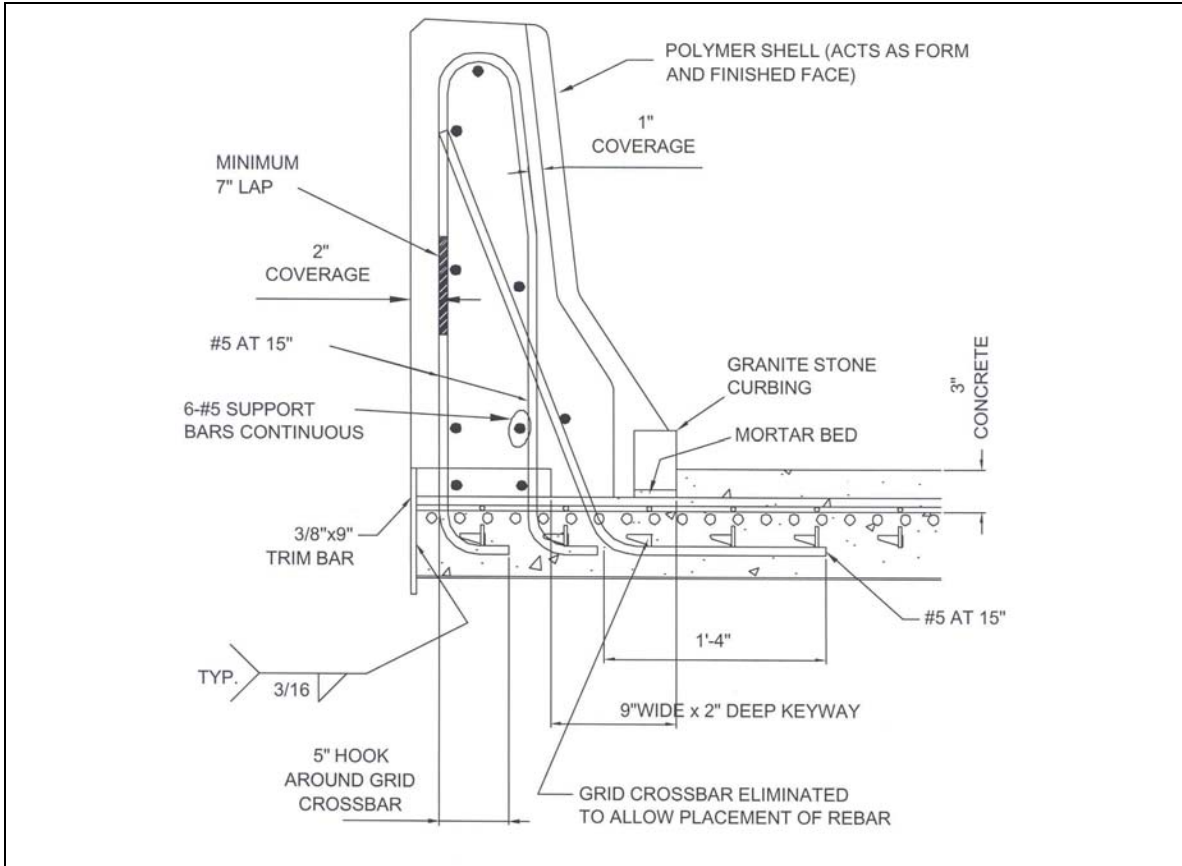 POLYMER SHELL (ACTS AS FORM
AND FINISHED FACE)
1"
COVERAGE
MINIMUM
7" LAP
2"
COVERAGE
#5 AT 15"
6-#5 SUPPORT
BARS CONTINUOUS
GRANITE STONE
CURBING
MORTAR BED
3"
CONCRETE
3/8"x9"
TRIM BAR
#5 AT 15"
1'-4"
TYP.
3/16
9"WIDE x 2" DEEP KEYWAY
5" HOOK
AROUND GRID
CROSSBAR
GRID CROSSBAR ELIMINATED
TO ALLOW PLACEMENT OF REBAR